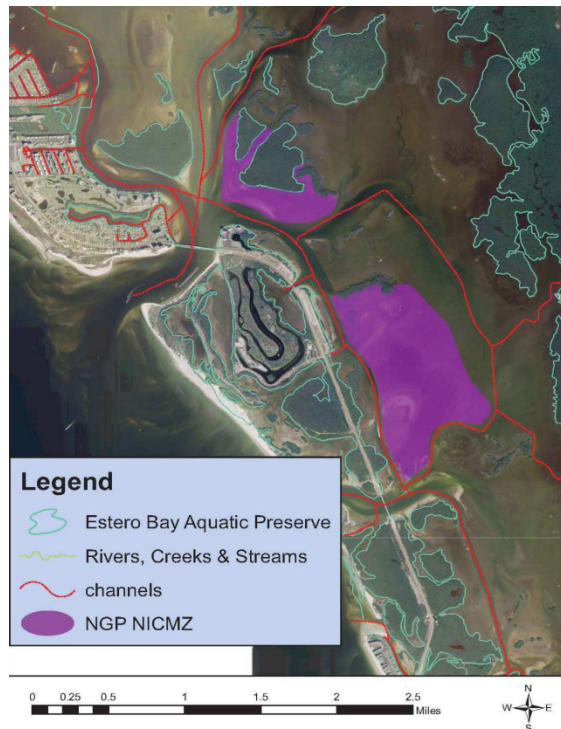 Legend
Estero Bay Aquatic Preserve
Rivers, Creeks & Streams
channels
NGP NICMZ
0 0.25 0.5 1 1.5 2 2.5
Miles
N
W E
S